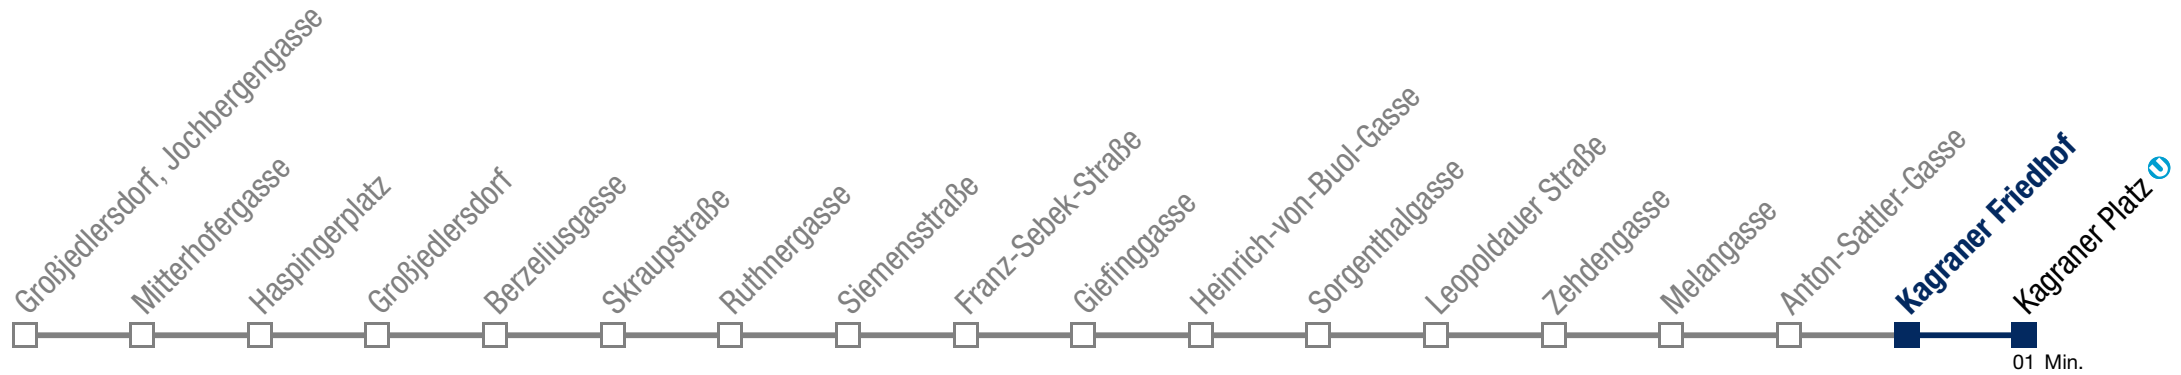 Großjedlersdorf, Jochbergengasse
Mitterhofergasse
Haspingerplatz
Großjedlersdorf
Berzeliusgasse
Skraupstraße
Ruthnergasse
Siemensstraße
Franz-Sebek-Straße
Giefinggasse
Heinrich-von-Buol-Gasse
Sorgenthalgasse
Leopoldauer Straße
Zehdengasse
Melangasse
Anton-Sattler-Gasse
Kagraner Friedhof
Kagraner Platz U
01 Min.